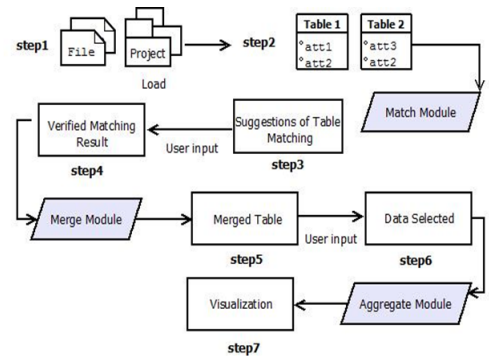 step1
File
Project
Load
step2
Table 1
°att1
°att2
Table 2
°att3
°att2
Match Module
Suggestions of Table
Matching
step3
User input
Verified Matching
Result
step4
Merge Module
Merged Table
step5
User input
Data Selected
step6
Aggregate Module
Visualization
step7